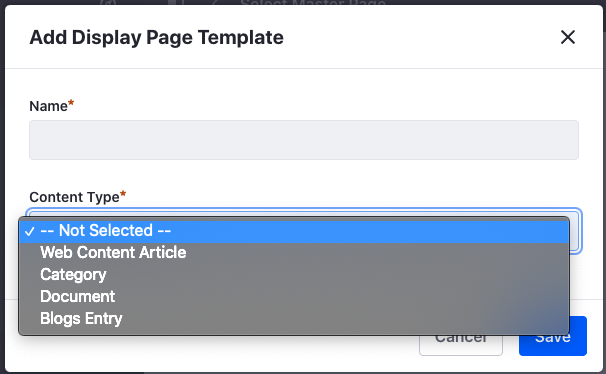 Select Master Page
Add Display Page Template
Name*
Content Type*
✓ -- Not Selected --
Web Content Article
Category
Document
Blogs Entry
Cancel
Save